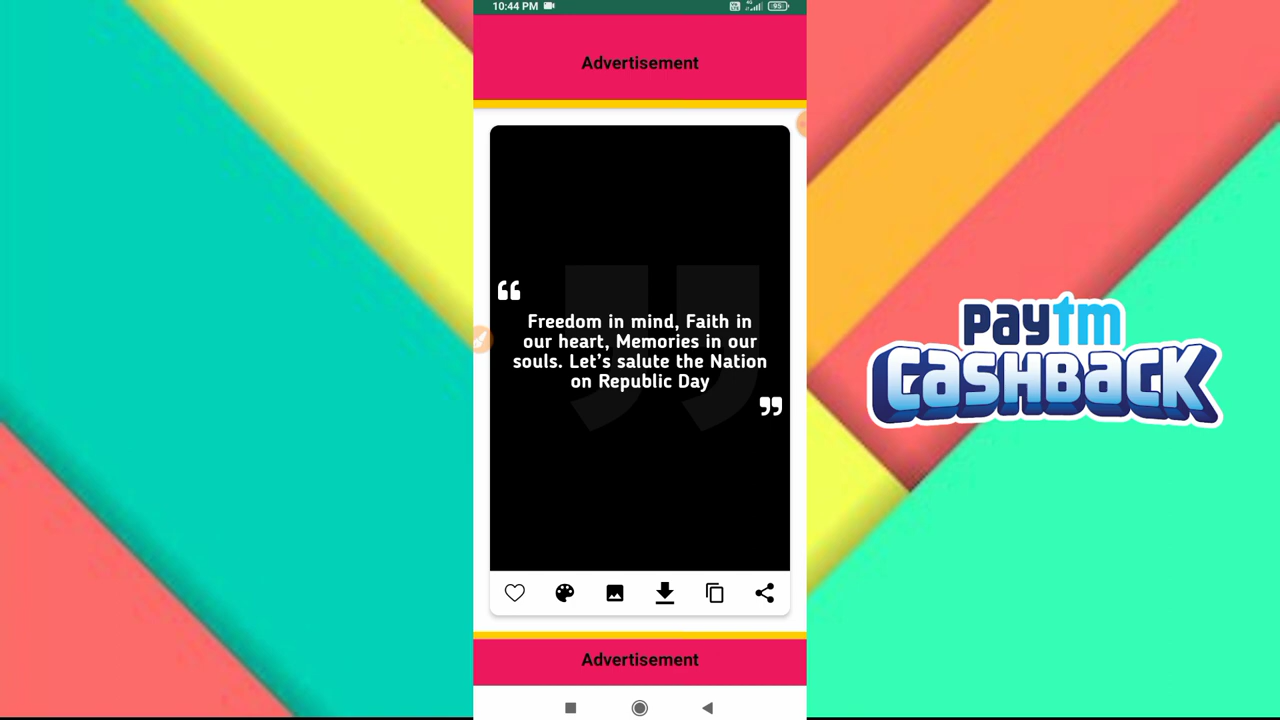 10:44 PM
95
Advertisement
“
Freedom in mind, Faith in
our heart, Memories in our
souls. Let’s salute the Nation
on Republic Day
”
Advertisement
paytm
CASHBACK